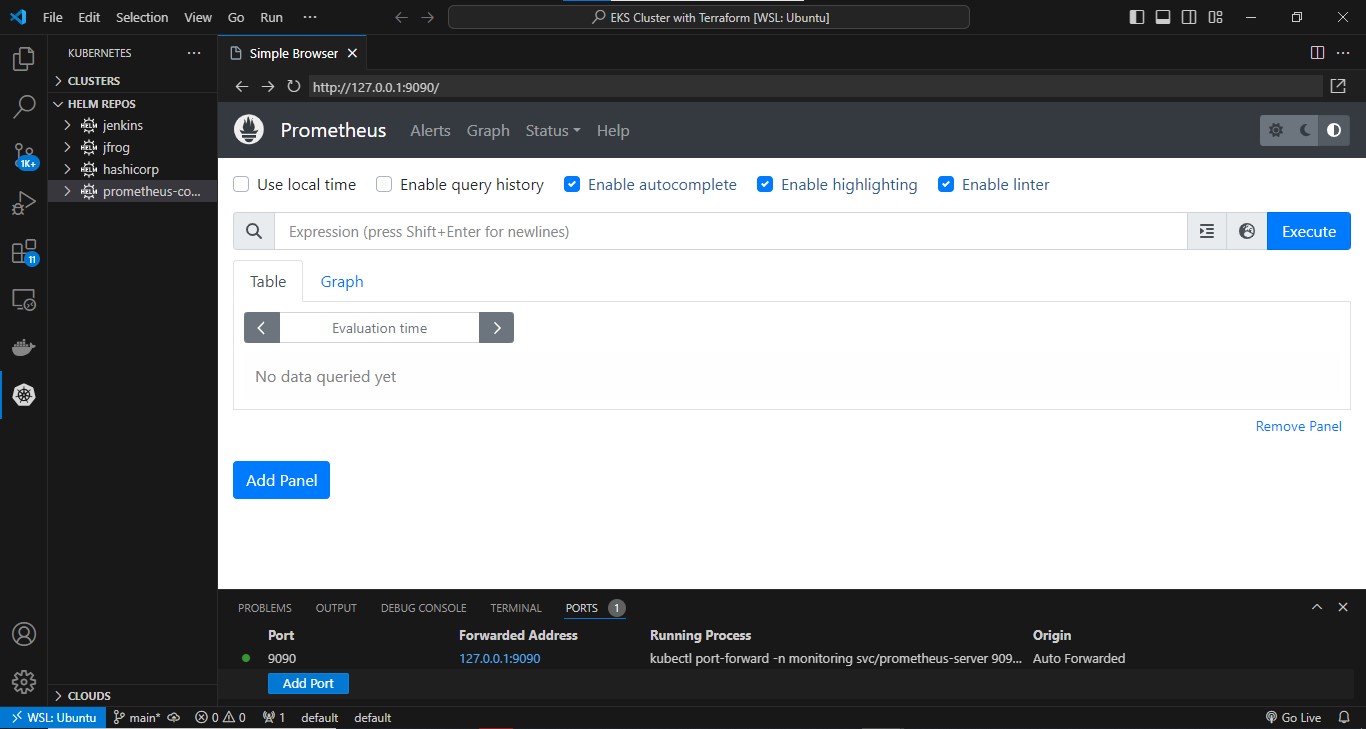 File Edit Selection View Go Run ··· EKS Cluster with Terraform [WSL: Ubuntu]
KUBERNETES ···
CLUSTERS
HELM REPOS
HELM jenkins
HELM jfrog
HELM hashicorp
HELM prometheus-co...
CLOUDS
1K+
11
Simple Browser
http://127.0.0.1:9090/
Prometheus Alerts Graph Status Help
Use local time Enable query history Enable autocomplete Enable highlighting Enable linter
Expression (press Shift+Enter for newlines) Execute
Table Graph
Evaluation time
No data queried yet
Remove Panel
Add Panel
PROBLEMS OUTPUT DEBUG CONSOLE TERMINAL PORTS 1
Port Forwarded Address Running Process Origin
9090 127.0.0.1:9090 kubectl port-forward -n monitoring svc/prometheus-server 909... Auto Forwarded
Add Port
WSL: Ubuntu main* 0 0 1 default default Go Live